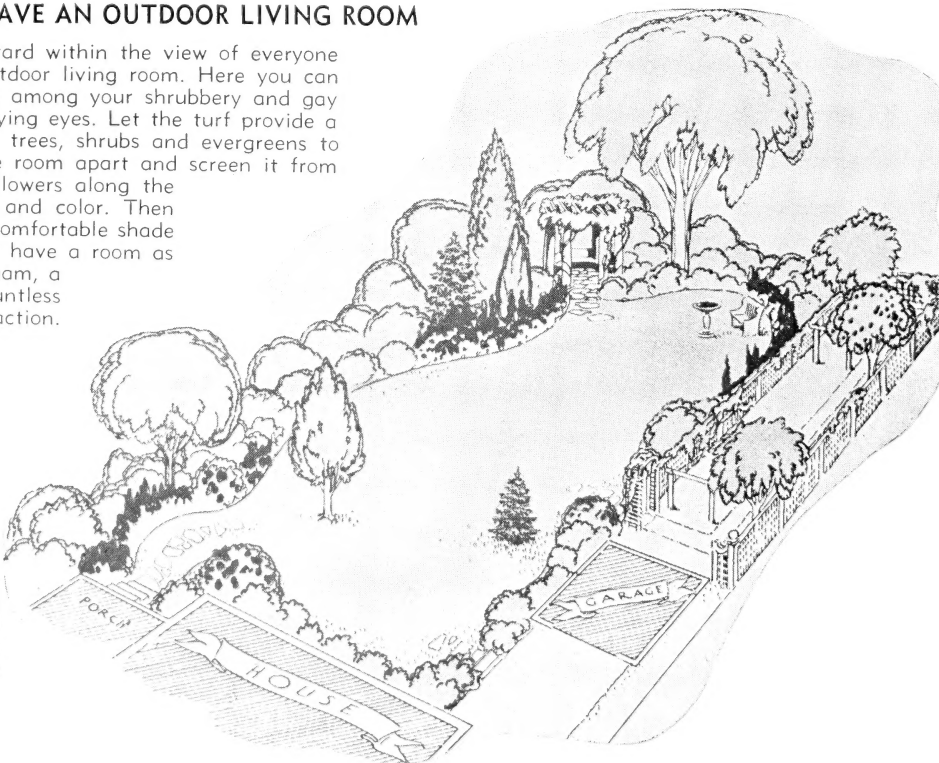 AVE AN OUTDOOR LIVING ROOM
ard within the view of everyone
tdoor living room. Here you can
among your shrubbery and gay
ying eyes. Let the turf provide a
trees, shrubs and evergreens to
e room apart and screen it from
lowers along the
and color. Then
omfortable shade
have a room as
am, a
untless
action.
PORCH
HOUSE
GARAGE